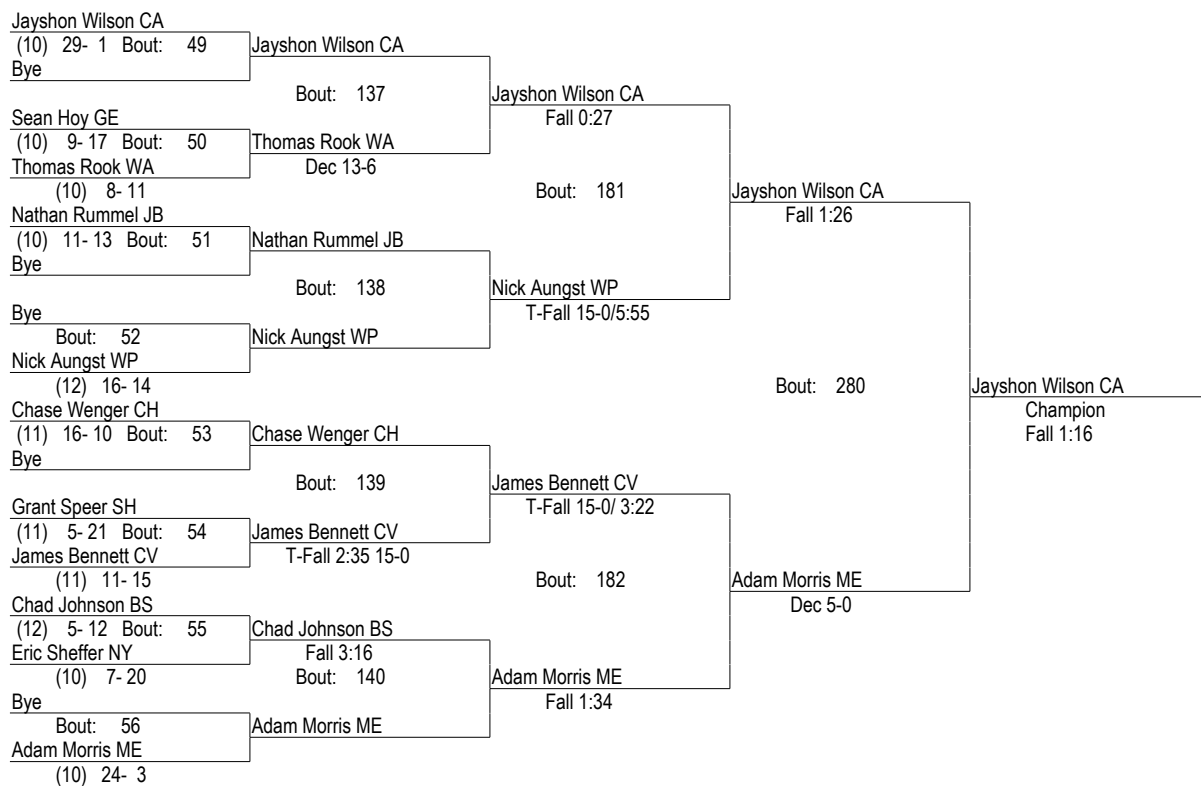 Jayshon Wilson CA
(10) 29- 1 Bout: 49
Bye
Sean Hoy GE
(10) 9- 17 Bout: 50
Thomas Rook WA
(10) 8- 11
Nathan Rummel JB
(10) 11- 13 Bout: 51
Bye
Bye
Bout: 52
Nick Aungst WP
(12) 16- 14
Chase Wenger CH
(11) 16- 10 Bout: 53
Bye
Grant Speer SH
(11) 5- 21 Bout: 54
James Bennett CV
(11) 11- 15
Chad Johnson BS
(12) 5- 12 Bout: 55
Eric Sheffer NY
(10) 7- 20
Bye
Bout: 56
Adam Morris ME
(10) 24- 3
Jayshon Wilson CA
Bout: 137
Thomas Rook WA
Dec 13-6
Nathan Rummel JB
Bout: 138
Nick Aungst WP
Chase Wenger CH
Bout: 139
James Bennett CV
T-Fall 2:35 15-0
Chad Johnson BS
Fall 3:16
Bout: 140
Adam Morris ME
Jayshon Wilson CA
Fall 0:27
Bout: 181
Nick Aungst WP
T-Fall 15-0/5:55
James Bennett CV
T-Fall 15-0/ 3:22
Bout: 182
Adam Morris ME
Fall 1:34
Jayshon Wilson CA
Fall 1:26
Bout: 280
Adam Morris ME
Dec 5-0
Jayshon Wilson CA
Champion
Fall 1:16